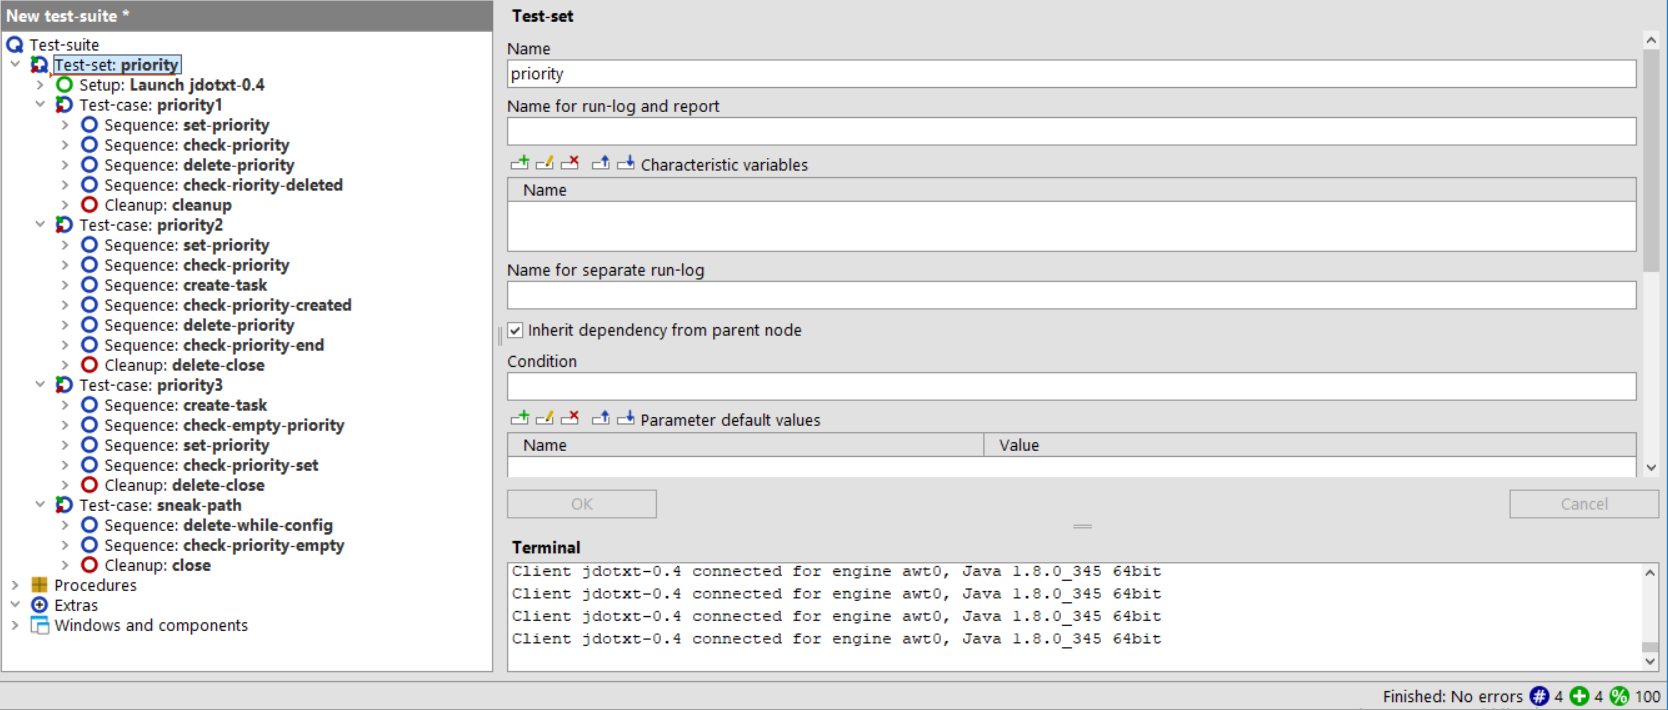 New test-suite *
Test-suite
Test-set: priority
Setup: Launch jdotxt-0.4
Test-case: priority1
Sequence: set-priority
Sequence: check-priority
Sequence: delete-priority
Sequence: check-riority-deleted
Cleanup: cleanup
Test-case: priority2
Sequence: set-priority
Sequence: check-priority
Sequence: create-task
Sequence: check-priority-created
Sequence: delete-priority
Sequence: check-priority-end
Cleanup: delete-close
Test-case: priority3
Sequence: create-task
Sequence: check-empty-priority
Sequence: set-priority
Sequence: check-priority-set
Cleanup: delete-close
Test-case: sneak-path
Sequence: delete-while-config
Sequence: check-priority-empty
Cleanup: close
Procedures
Extras
Windows and components
Test-set
Name
priority
Name for run-log and report
Characteristic variables
Name
Name for separate run-log
Inherit dependency from parent node
Condition
Parameter default values
Name Value
OK Cancel
Terminal
Client jdotxt-0.4 connected for engine awt0, Java 1.8.0_345 64bit
Client jdotxt-0.4 connected for engine awt0, Java 1.8.0_345 64bit
Client jdotxt-0.4 connected for engine awt0, Java 1.8.0_345 64bit
Client jdotxt-0.4 connected for engine awt0, Java 1.8.0_345 64bit
Finished: No errors # 4 + 4 % 100